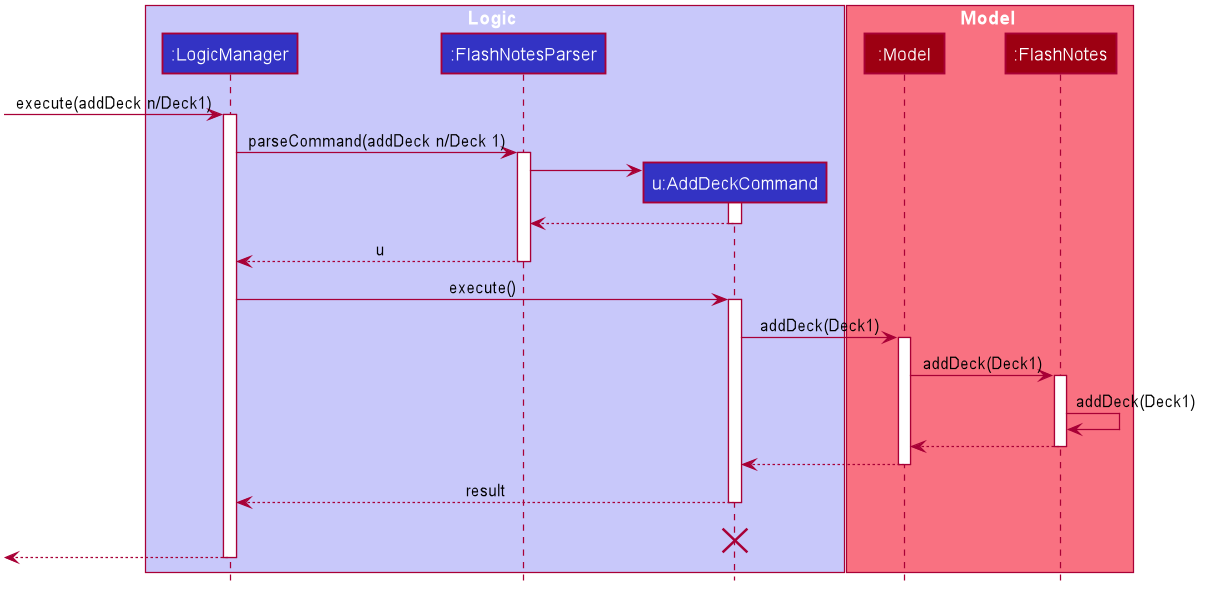 Logic
Model
:LogicManager
:FlashNotesParser
:Model
:FlashNotes
execute(addDeck n/Deck1)
parseCommand(addDeck n/Deck 1)
u:AddDeckCommand
u
execute()
addDeck(Deck1)
addDeck(Deck1)
addDeck(Deck1)
result